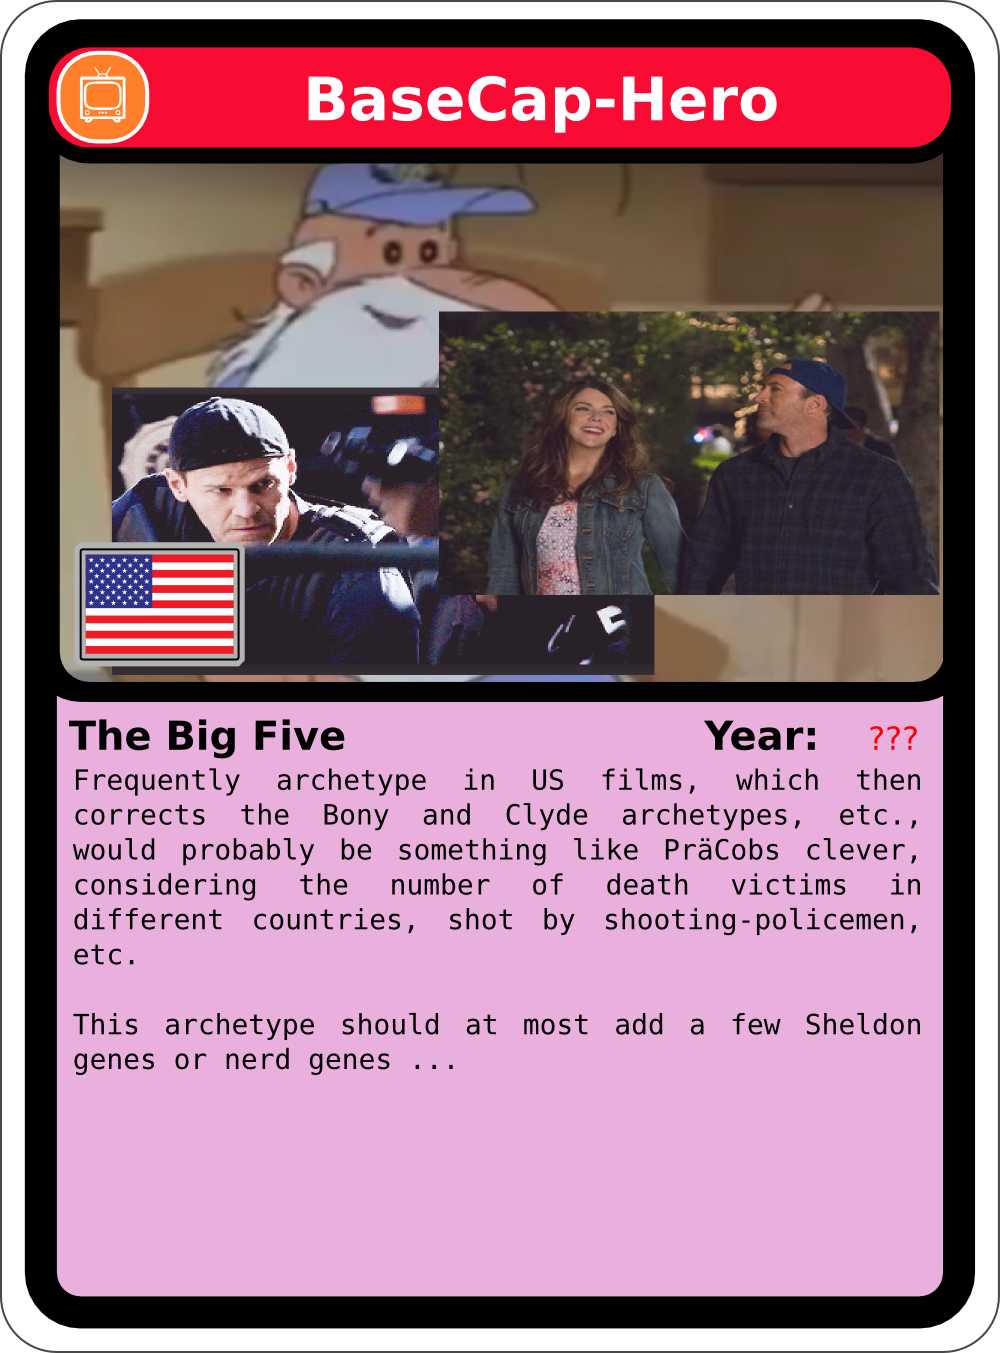 BaseCap-Hero
The Big Five Year: ???
Frequently archetype in US films, which then
corrects the Bony and Clyde archetypes, etc.,
would probably be something like PräCobs clever,
considering the number of death victims in
different countries, shot by shooting-policemen,
etc.
This archetype should at most add a few Sheldon
genes or nerd genes ...